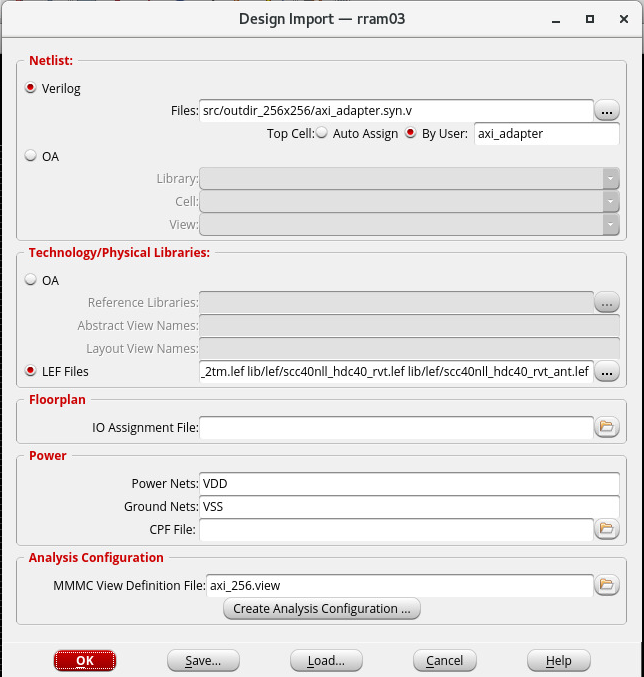 Design Import — rram03
Netlist:
Verilog
Files: src/outdir_256x256/axi_adapter.syn.v ...
Top Cell: Auto Assign By User: axi_adapter
OA
Library:
Cell:
View:
Technology/Physical Libraries:
OA
Reference Libraries: ...
Abstract View Names:
Layout View Names:
LEF Files _2tm.lef lib/lef/scc40nll_hdc40_rvt.lef lib/lef/scc40nll_hdc40_rvt_ant.lef ...
Floorplan
IO Assignment File:
Power
Power Nets: VDD
Ground Nets: VSS
CPF File:
Analysis Configuration
MMMC View Definition File: axi_256.view
Create Analysis Configuration ...
OK Save... Load... Cancel Help